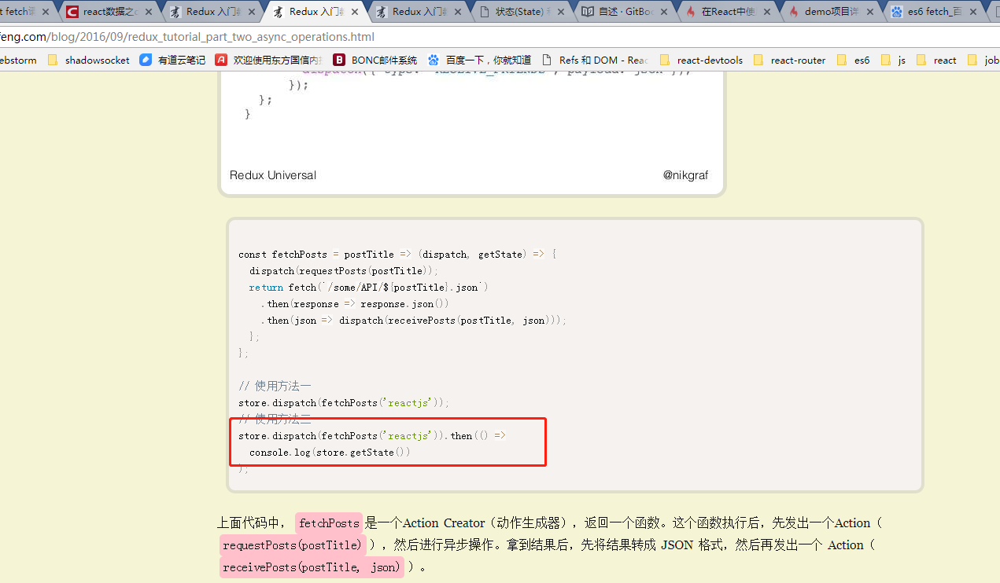 t fetch
react数据之
Redux 入门
Redux 入门
Redux 入门
状态(State)
自述 · GitBo
在React中使
demo项目详
es6 fetch_百
feng.com/blog/2016/09/redux_tutorial_part_two_async_operations.html
ebstorm shadowsocket 有道云笔记 欢迎使用东方国信内 BONC邮件系统 百度一下，你就知道 Refs 和 DOM - Reac react-devtools react-router es6 js react job
dispatch({ type: "RECEIVE_FRIENDS", payload: json });
});
};
}
Redux Universal @nikgraf
const fetchPosts = postTitle => (dispatch, getState) => {
dispatch(requestPosts(postTitle));
return fetch(`/some/API/${postTitle}.json`)
.then(response => response.json())
.then(json => dispatch(receivePosts(postTitle, json)));
};
};
// 使用方法一
store.dispatch(fetchPosts('reactjs'));
// 使用方法二
store.dispatch(fetchPosts('reactjs')).then(() =>
console.log(store.getState())
);
上面代码中，fetchPosts是一个Action Creator（动作生成器），返回一个函数。这个函数执行后，先发出一个Action（
requestPosts(postTitle)），然后进行异步操作。拿到结果后，先将结果转成 JSON 格式，然后再发出一个 Action（
receivePosts(postTitle, json)）。